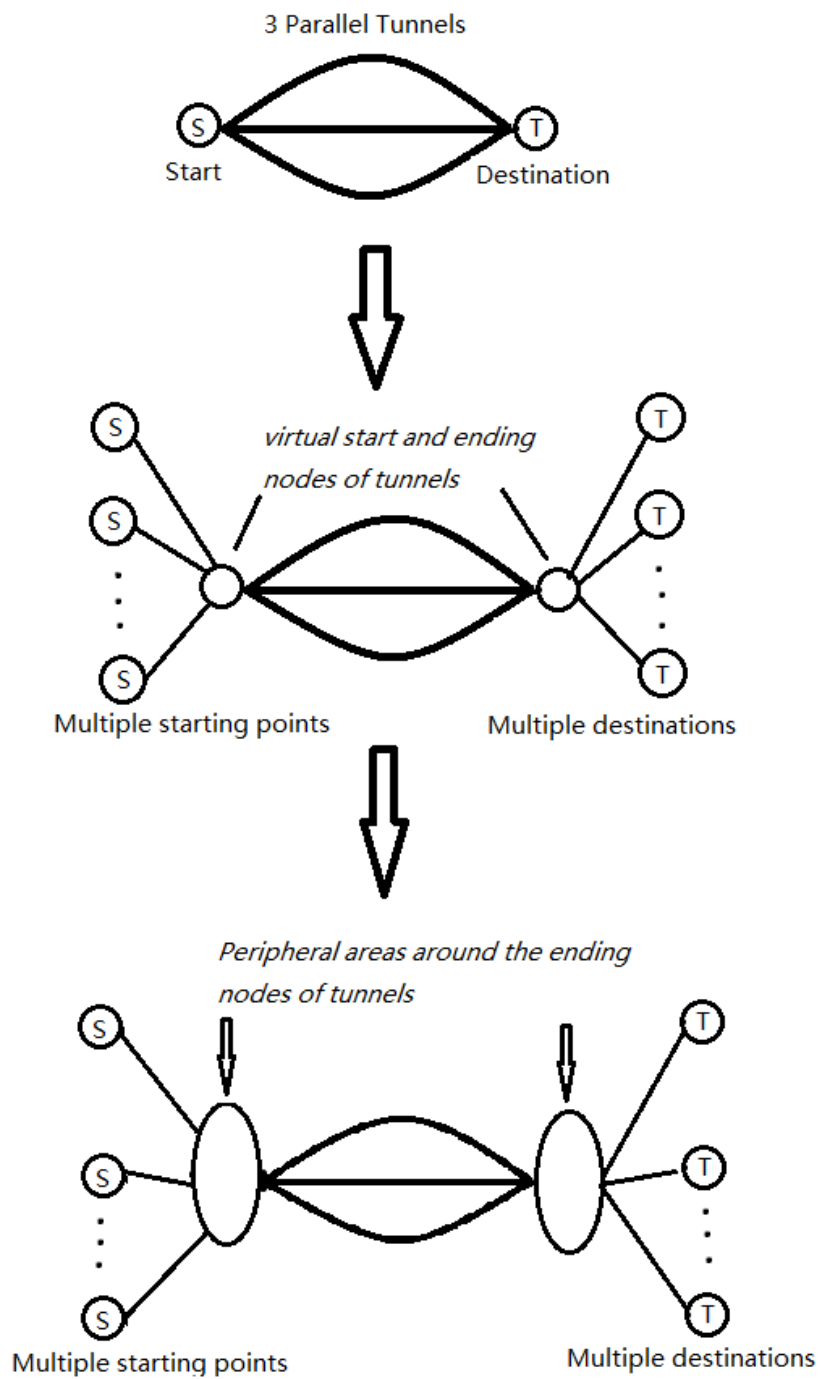 3 Parallel Tunnels
S
T
Start
Destination
S
T
virtual start and ending
nodes of tunnels
S
T
S
T
Multiple starting points
Multiple destinations
Peripheral areas around the ending
nodes of tunnels
S
T
S
T
S
T
Multiple starting points
Multiple destinations